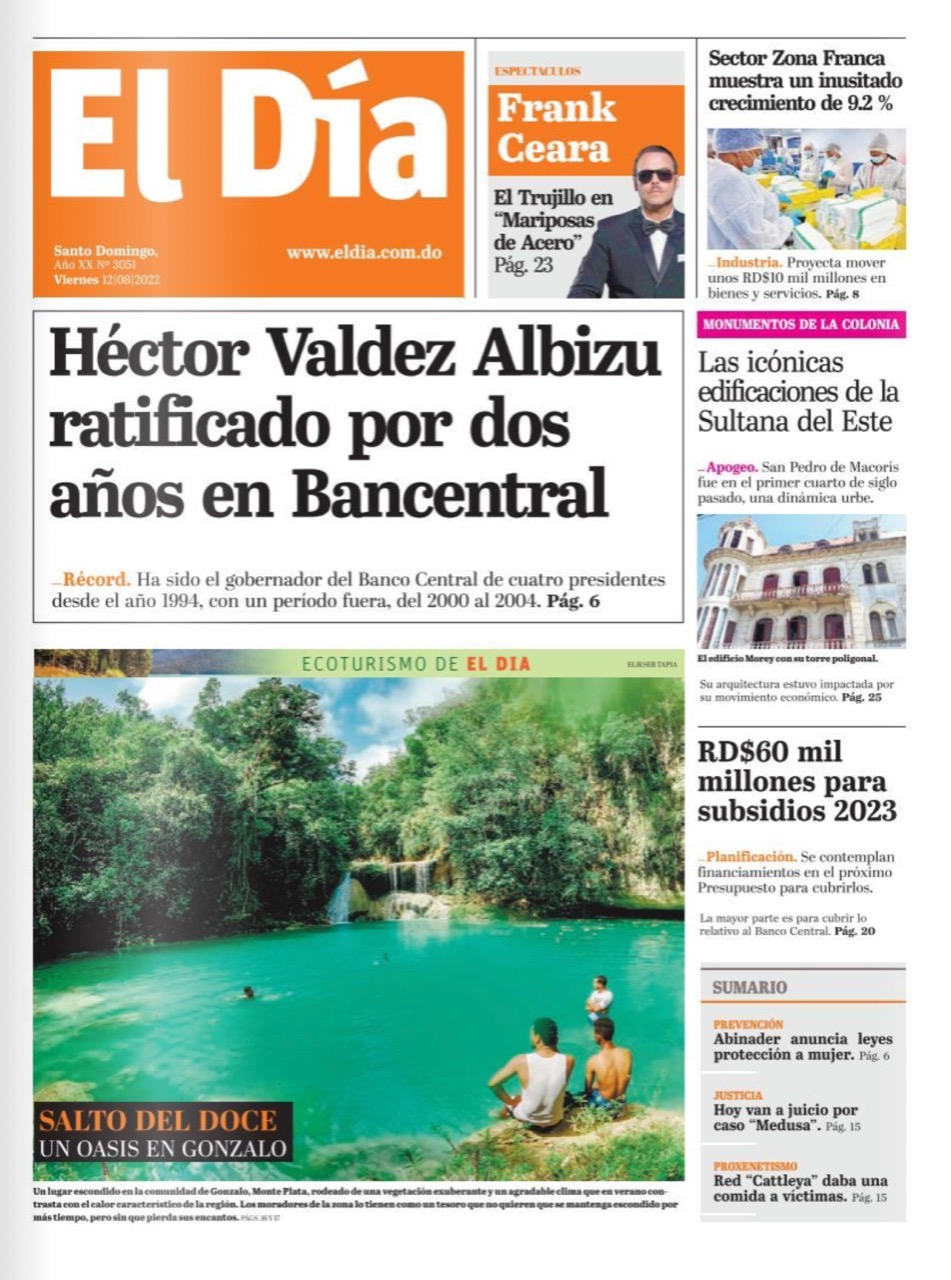 El Día
Santo Domingo,
Año XX Nº 3051
Viernes 12|08|2022
www.eldia.com.do
ESPECTACULOS
Frank
Ceara
El Trujillo en
“Mariposas
de Acero”
Pág. 23
Sector Zona Franca
muestra un inusitado
crecimiento de 9.2 %
_Industria. Proyecta mover
unos RD$10 mil millones en
bienes y servicios. Pág. 8
Héctor Valdez Albizu
ratificado por dos
años en Bancentral
_Récord. Ha sido el gobernador del Banco Central de cuatro presidentes
desde el año 1994, con un período fuera, del 2000 al 2004. Pág. 6
MONUMENTOS DE LA COLONIA
Las icónicas
edificaciones de la
Sultana del Este
_Apogeo. San Pedro de Macorís
fue en el primer cuarto de siglo
pasado, una dinámica urbe.
El edificio Morey con su torre poligonal.
Su arquitectura estuvo impactada por
su movimiento económico. Pág. 25
ECOTURISMO DE EL DIA
ELIESER TAPIA
SALTO DEL DOCE
UN OASIS EN GONZALO
Un lugar escondido en la comunidad de Gonzalo, Monte Plata, rodeado de una vegetación exuberante y un agradable clima que en verano con-
trasta con el calor característico de la región. Los moradores de la zona lo tienen como un tesoro que no quieren que se mantenga escondido por
más tiempo, pero sin que pierda sus encantos. PÁGS. 16 Y 17
RD$60 mil
millones para
subsidios 2023
_Planificación. Se contemplan
financiamientos en el próximo
Presupuesto para cubrirlos.
La mayor parte es para cubrir lo
relativo al Banco Central. Pág. 20
SUMARIO
PREVENCIÓN
Abinader anuncia leyes
protección a mujer. Pág. 6
JUSTICIA
Hoy van a juicio por
caso “Medusa”. Pág. 15
PROXENETISMO
Red “Cattleya” daba una
comida a víctimas. Pág. 15